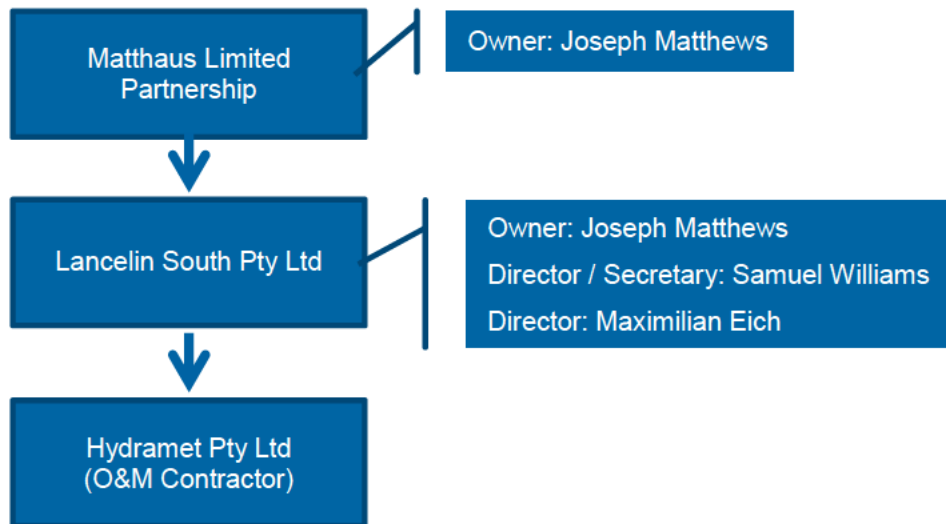 Matthaus Limited
Partnership
Owner: Joseph Matthews
Lancelin South Pty Ltd
Owner: Joseph Matthews
Director / Secretary: Samuel Williams
Director: Maximilian Eich
Hydramet Pty Ltd
(O&M Contractor)